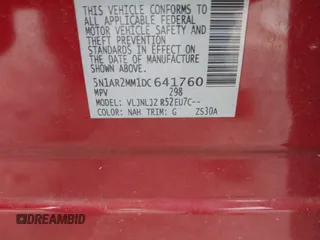 THIS VEHICLE CONFORMS TO
ALL APPLICABLE FEDERAL
MOTOR VEHICLE SAFETY AND
THEFT PREVENTION
STANDARDS IN EFFECT ON
THE DATE OF MANUFACTURE
SHOWN ABOVE.
5N1AR2MM1DC641760
MPV 298
MODEL: VLJNLJZ R52EU7C--
COLOR: NAH TRIM: G ZS30A
DREAMBID